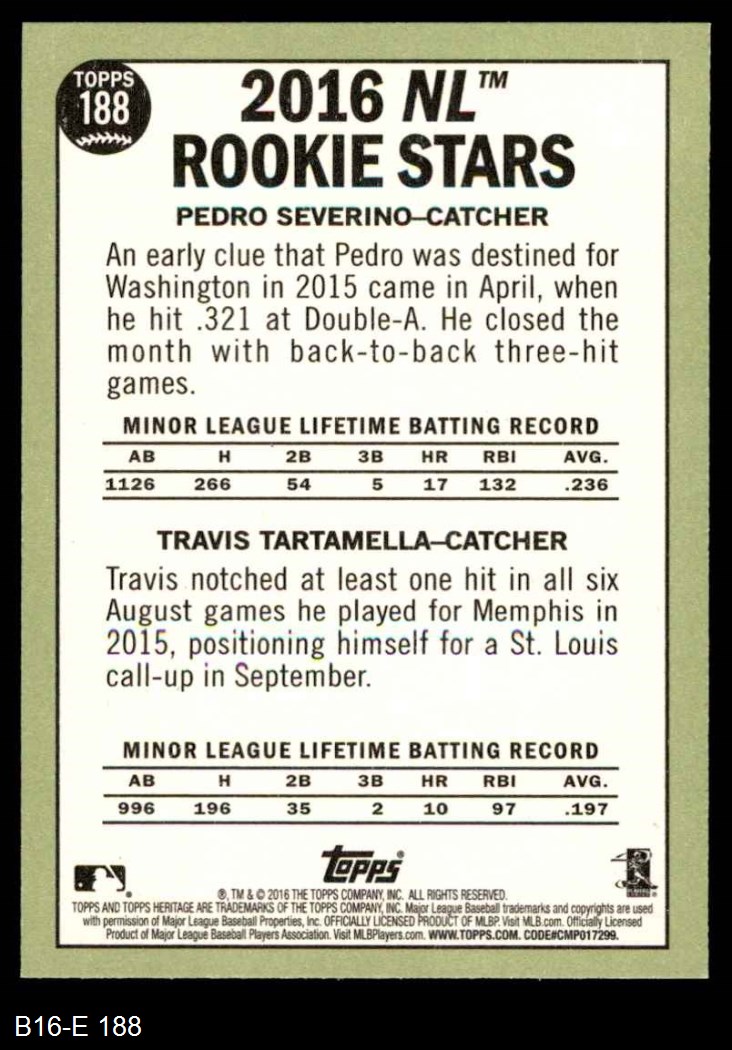 TOPPS
188
2016 NL™
ROOKIE STARS
PEDRO SEVERINO–CATCHER
An early clue that Pedro was destined for
Washington in 2015 came in April, when
he hit .321 at Double-A. He closed the
month with back-to-back three-hit
games.
MINOR LEAGUE LIFETIME BATTING RECORD
AB H 2B 3B HR RBI AVG.
1126 266 54 5 17 132 .236
TRAVIS TARTAMELLA–CATCHER
Travis notched at least one hit in all six
August games he played for Memphis in
2015, positioning himself for a St. Louis
call-up in September.
MINOR LEAGUE LIFETIME BATTING RECORD
AB H 2B 3B HR RBI AVG.
996 196 35 2 10 97 .197
topps
®, TM & © 2016 THE TOPPS COMPANY, INC. ALL RIGHTS RESERVED.
TOPPS AND TOPPS HERITAGE ARE TRADEMARKS OF THE TOPPS COMPANY, INC. Major League Baseball trademarks and copyrights are used
with permission of Major League Baseball Properties, Inc. OFFICIALLY LICENSED PRODUCT OF MLBP. Visit MLB.com. Officially Licensed
Product of Major League Baseball Players Association. Visit MLBPlayers.com. WWW.TOPPS.COM. CODE#CMP017299.
B16-E 188